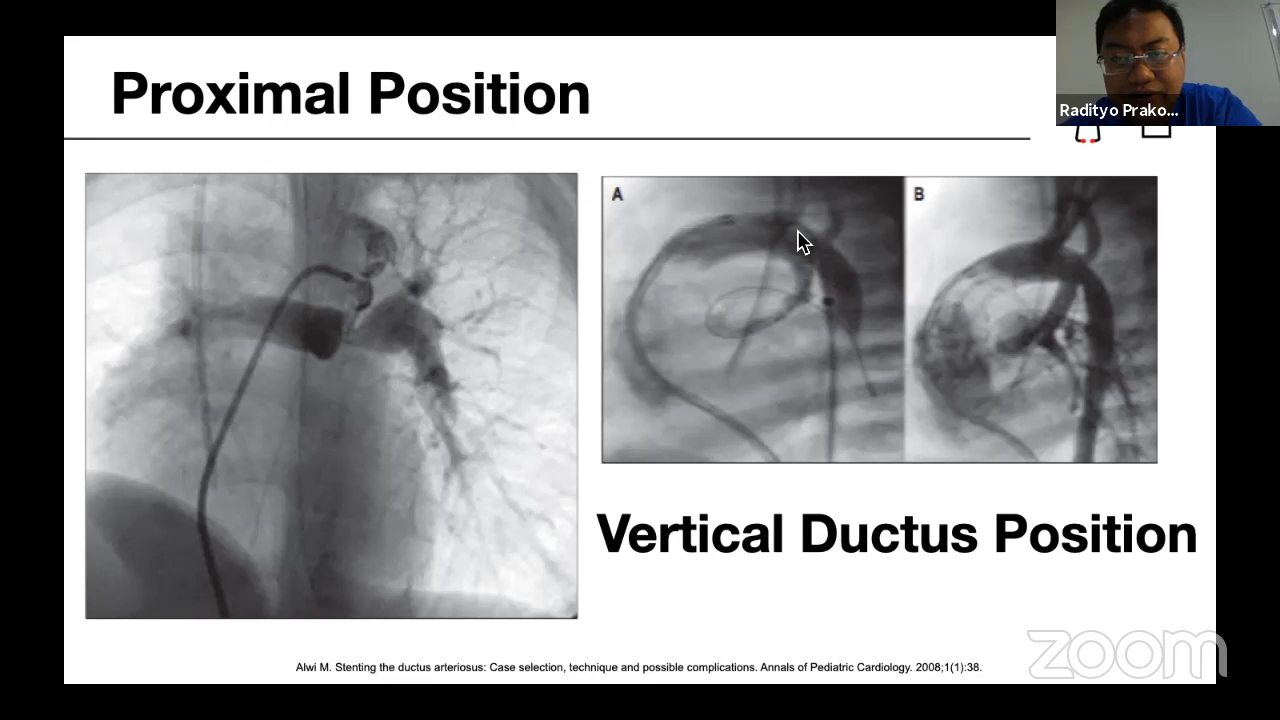 Proximal Position
Radityo Prako...
A
B
Vertical Ductus Position
Alwi M. Stenting the ductus arteriosus: Case selection, technique and possible complications. Annals of Pediatric Cardiology. 2008;1(1):38.
zoom